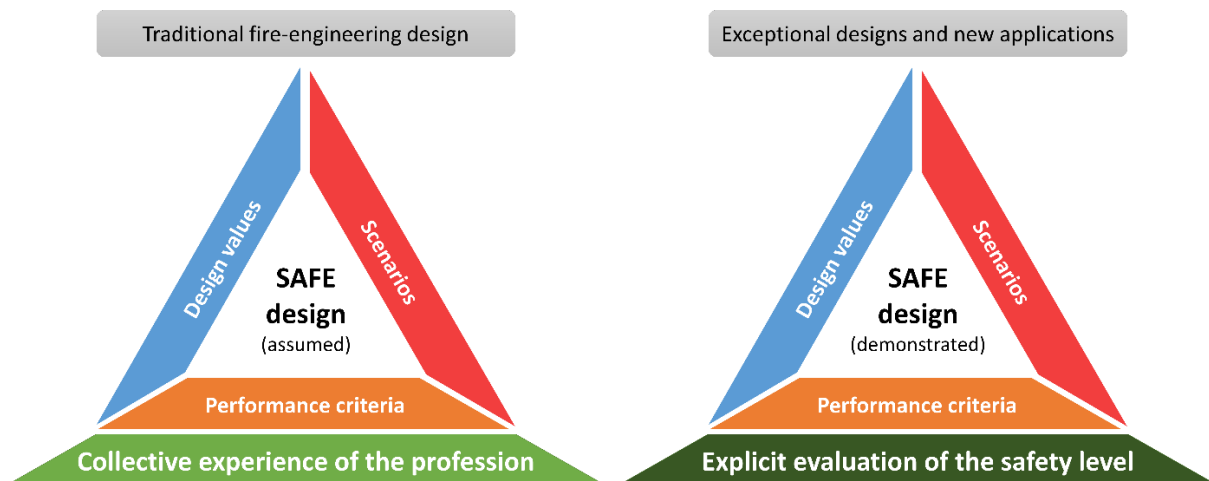 Traditional fire-engineering design
Design values
Scenarios
SAFE
design
(assumed)
Performance criteria
Collective experience of the profession
Exceptional designs and new applications
Design values
Scenarios
SAFE
design
(demonstrated)
Performance criteria
Explicit evaluation of the safety level